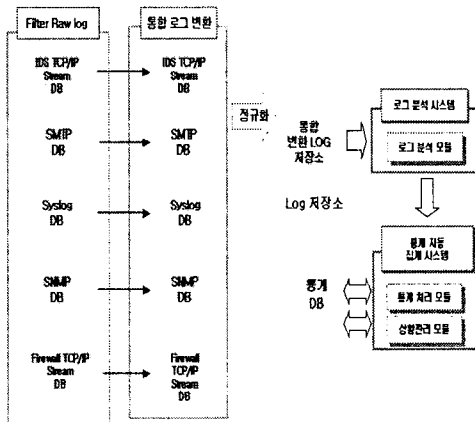 Filter Raw log
통합 로그 변환
IDS TCP/IP
Stream
DB
IDS TCP/IP
Stream
DB
SMTP
DB
SMTP
DB
Syslog
DB
Syslog
DB
SNMP
DB
SNMP
DB
Firewall TCP/IP
Stream
DB
Firewall
TCP/IP
Stream
DB
정규화
통합
변환 LOG
저장소
로그 분석 시스템
로그 분석 모듈
Log 저장소
통계 자동
집계 시스템
통계
DB
통계 처리 모듈
상황관리 모듈